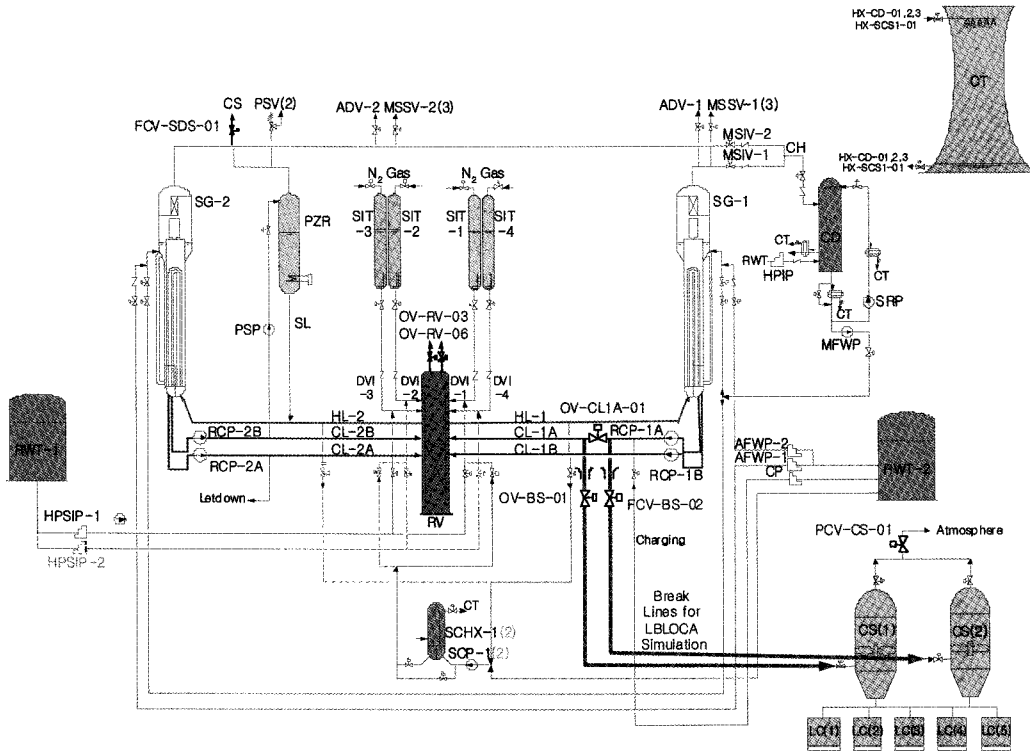 HX-CD-01,2,3
HX-SCS1-01
CT
HX-CD-01,2,3
HX-SCS1-01
CS
PSV(2)
FCV-SDS-01
ADV-2 MSSV-2(3)
ADV-1 MSSV-1(3)
MSIV-2
MSIV-1
CH
SG-2
PZR
N2 Gas
N2 Gas
SIT
-3
SIT
-2
SIT
-1
SIT
-4
SG-1
CD
CT
RWT
HPIP
CT
CT
SRP
MFWP
PSP
SL
OV-RV-03
OV-RV-06
DVI
-3
DVI
-2
DVI
-1
DVI
-4
HL-2
HL-1
OV-CL1A-01
RCP-2B
CL-2B
CL-1A
RCP-1A
RCP-2A
CL-2A
CL-1B
RCP-1B
RWT-1
RWT-2
AFWP-2
AFWP-1
CP
Letdown
RV
OV-BS-01
FCV-BS-02
HPSIP-1
HPSIP-2
Charging
PCV-CS-01
Atmosphere
Break
Lines for
LBLOCA
Simulation
CT
SCHX-1(2)
SCP-1(2)
CS(1)
CS(2)
LC(1)
LC(2)
LC(3)
LC(4)
LC(5)